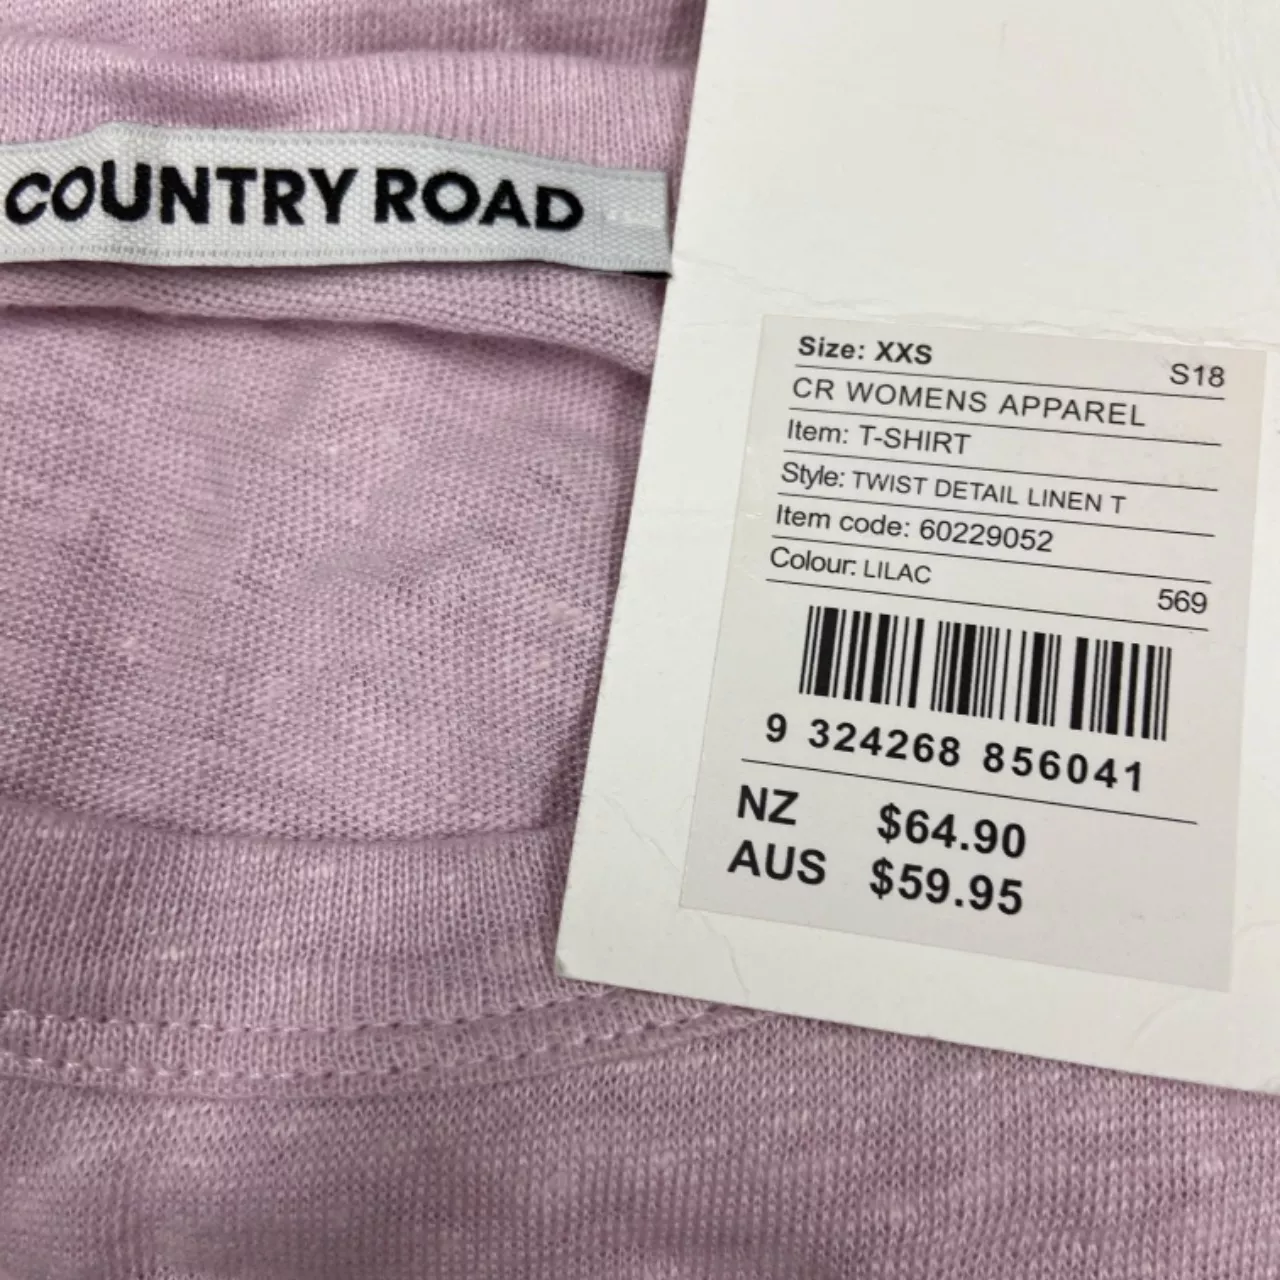 COUNTRY ROAD
Size: XXS S18
CR WOMENS APPAREL
Item: T-SHIRT
Style: TWIST DETAIL LINEN T
Item code: 60229052
Colour: LILAC 569
9 324268 856041
NZ $64.90
AUS $59.95